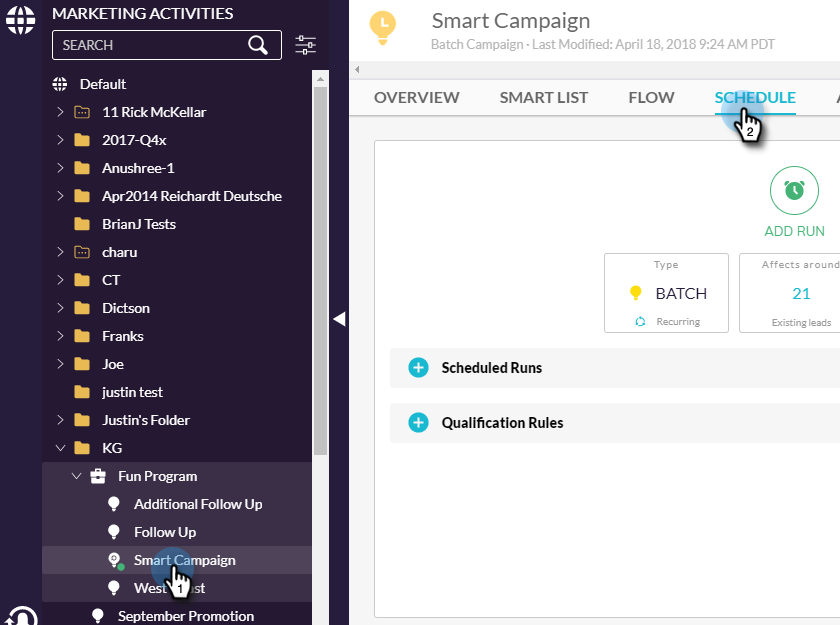 MARKETING ACTIVITIES
SEARCH
Default
11 Rick McKellar
2017-Q4x
Anushree-1
Apr2014 Reichardt Deutsche
BrianJ Tests
charu
CT
Dictson
Franks
Joe
justin test
Justin's Folder
KG
Fun Program
Additional Follow Up
Follow Up
Smart Campaign
1
September Promotion
Smart Campaign
Batch Campaign · Last Modified: April 18, 2018 9:24 AM PDT
OVERVIEW SMART LIST FLOW SCHEDULE
2
ADD RUN
Type
BATCH
Recurring
Affects around
21
Existing leads
Scheduled Runs
Qualification Rules